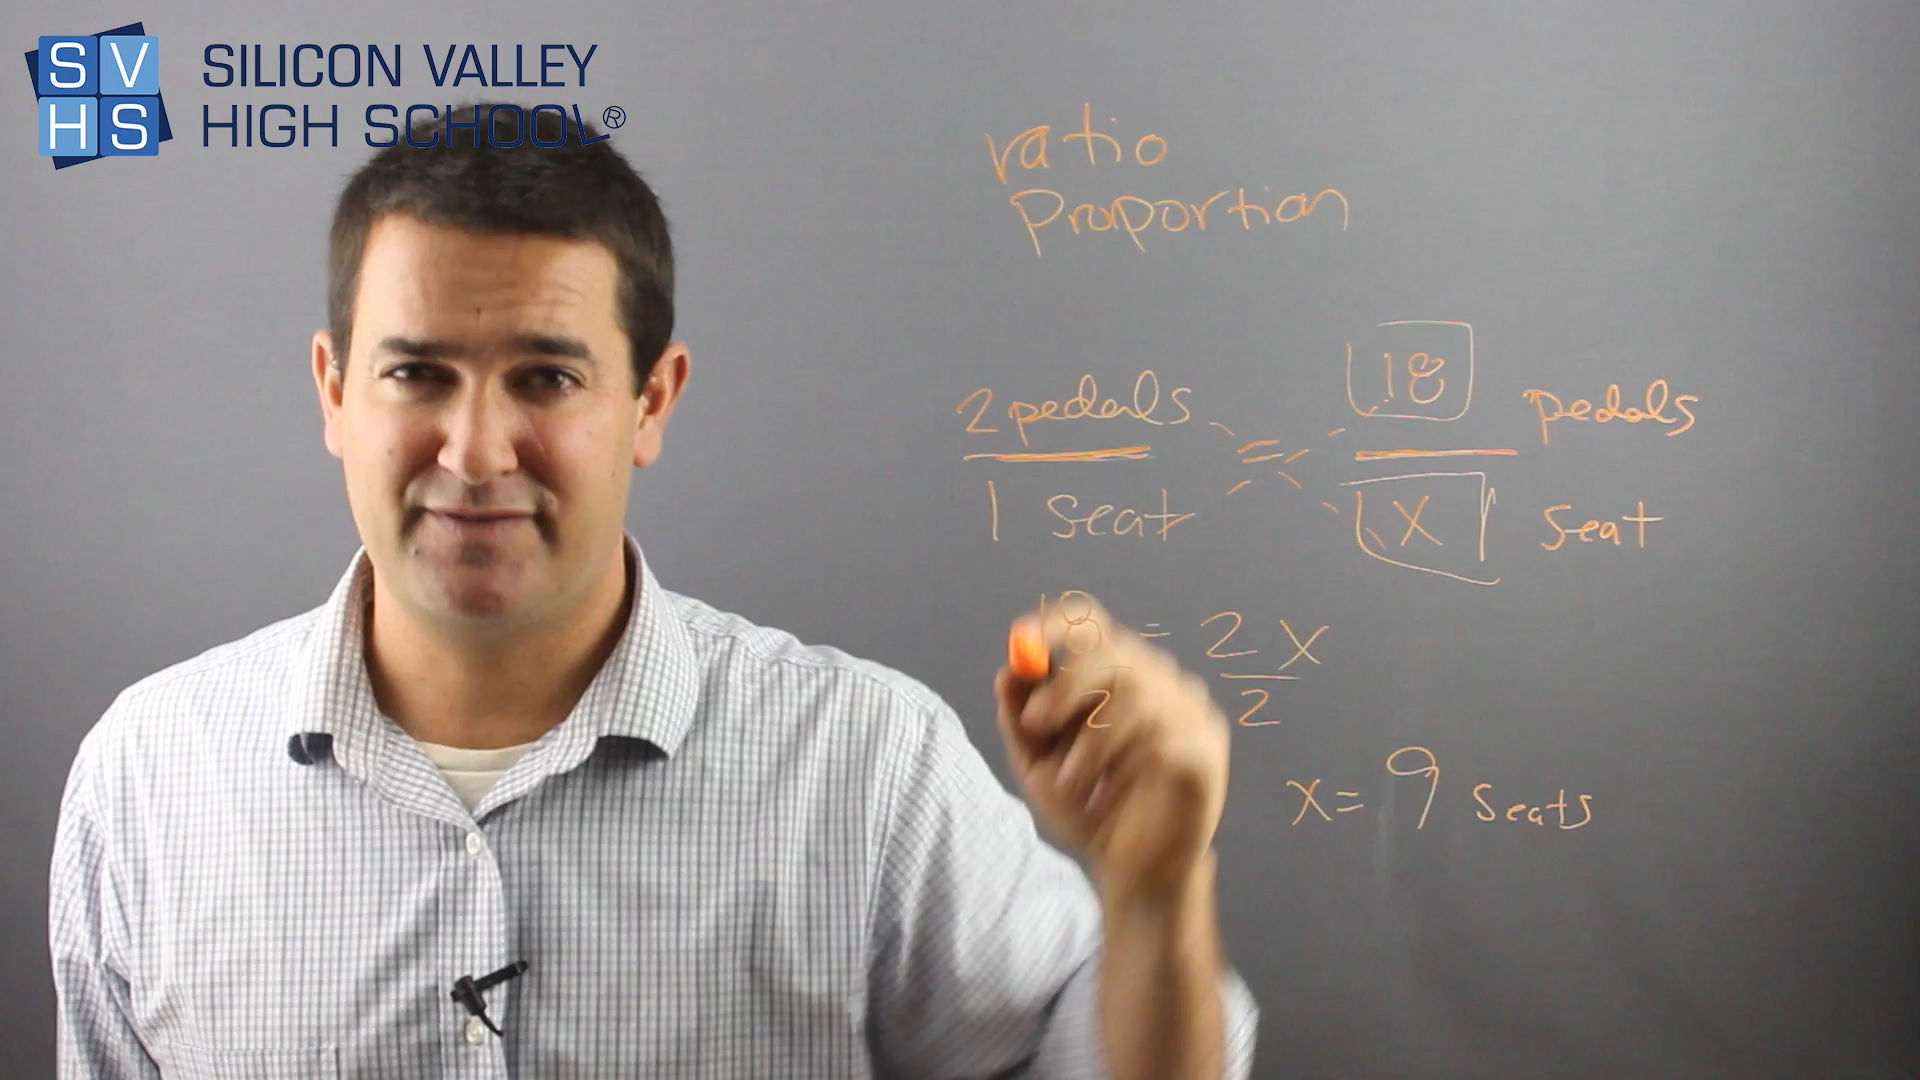 SVHS
SILICON VALLEY
HIGH SCHOOL®
ratio
Proportion
2 pedals = 18 pedals
1 seat X seat
18 = 2x
2 2
x = 9 seats